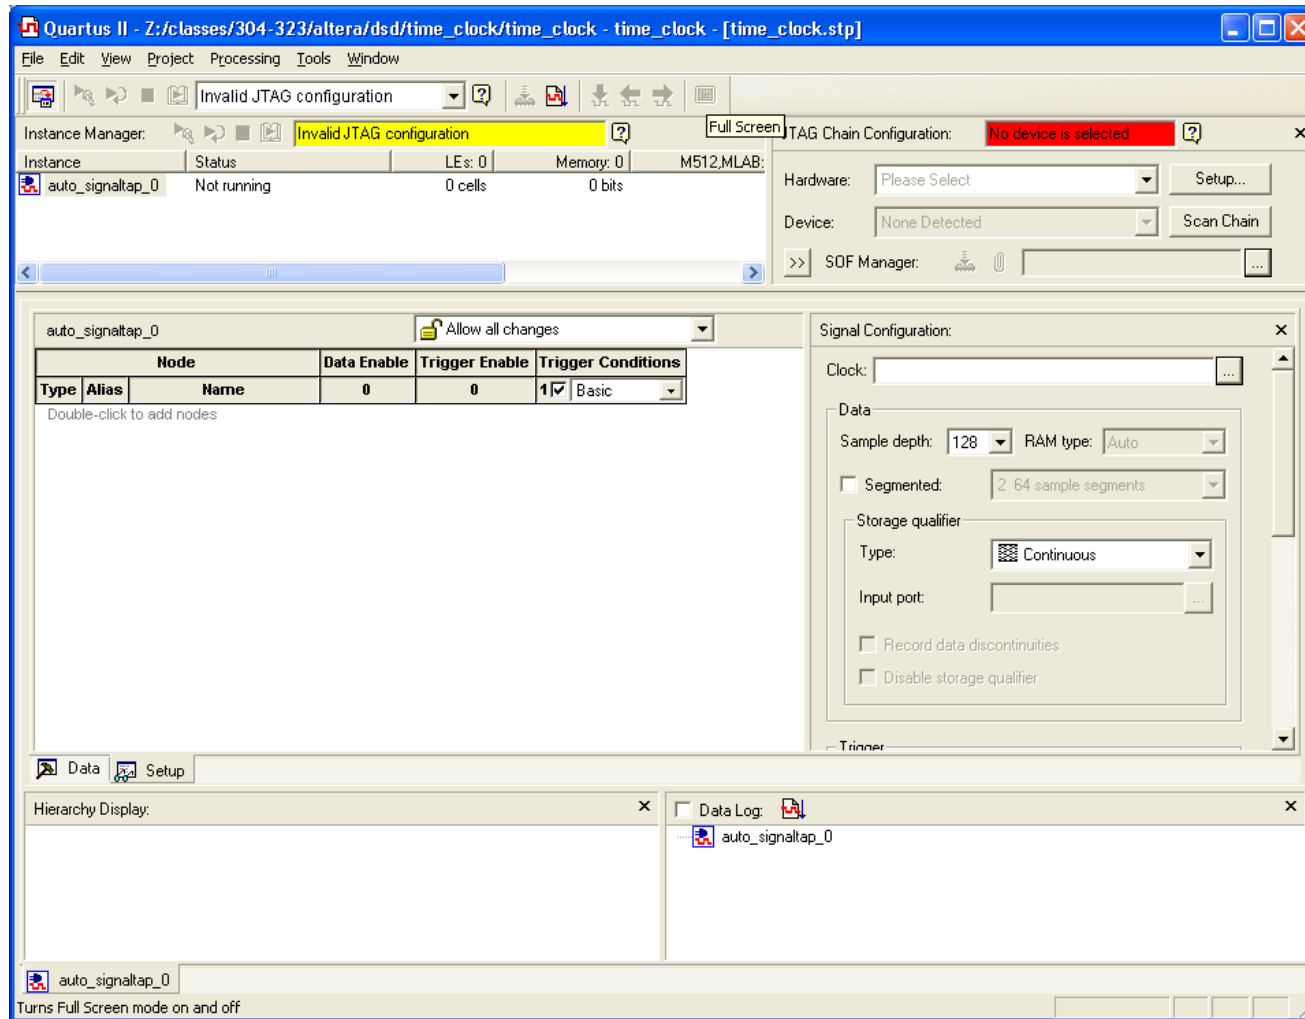 Quartus II - Z:/classes/304-323/altera/dsd/time_clock/time_clock - time_clock - [time_clock.stp]
File Edit View Project Processing Tools Window
Invalid JTAG configuration
Full Screen
Instance Manager: Invalid JTAG configuration
TAG Chain Configuration: No device is selected
Instance Status LEs: 0 Memory: 0 M512,MLAB:
auto_signaltap_0 Not running 0 cells 0 bits
Hardware: Please Select Setup...
Device: None Detected Scan Chain
>> SOF Manager: ...
auto_signaltap_0 Allow all changes
Node Data Enable Trigger Enable Trigger Conditions
Type Alias Name 0 0 1 Basic
Double-click to add nodes
Signal Configuration:
Clock: ...
Data
Sample depth: 128 RAM type: Auto
Segmented: 2 64 sample segments
Storage qualifier
Type: Continuous
Input port: ...
Record data discontinuities
Disable storage qualifier
Trigger
Data Setup
Hierarchy Display:
Data Log:
auto_signaltap_0
auto_signaltap_0
Turns Full Screen mode on and off